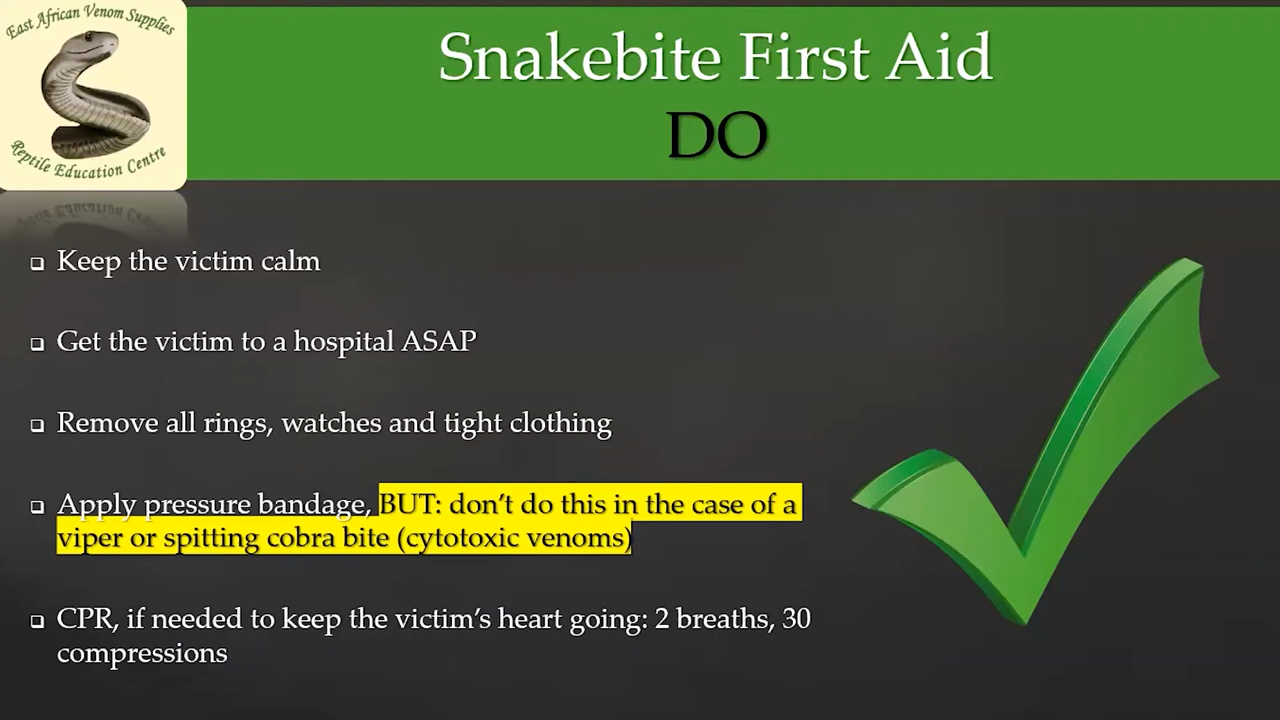 East African Venom Supplies
Reptile Education Centre
Snakebite First Aid
DO
Keep the victim calm
Get the victim to a hospital ASAP
Remove all rings, watches and tight clothing
Apply pressure bandage, BUT: don’t do this in the case of a
viper or spitting cobra bite (cytotoxic venoms)
CPR, if needed to keep the victim’s heart going: 2 breaths, 30
compressions